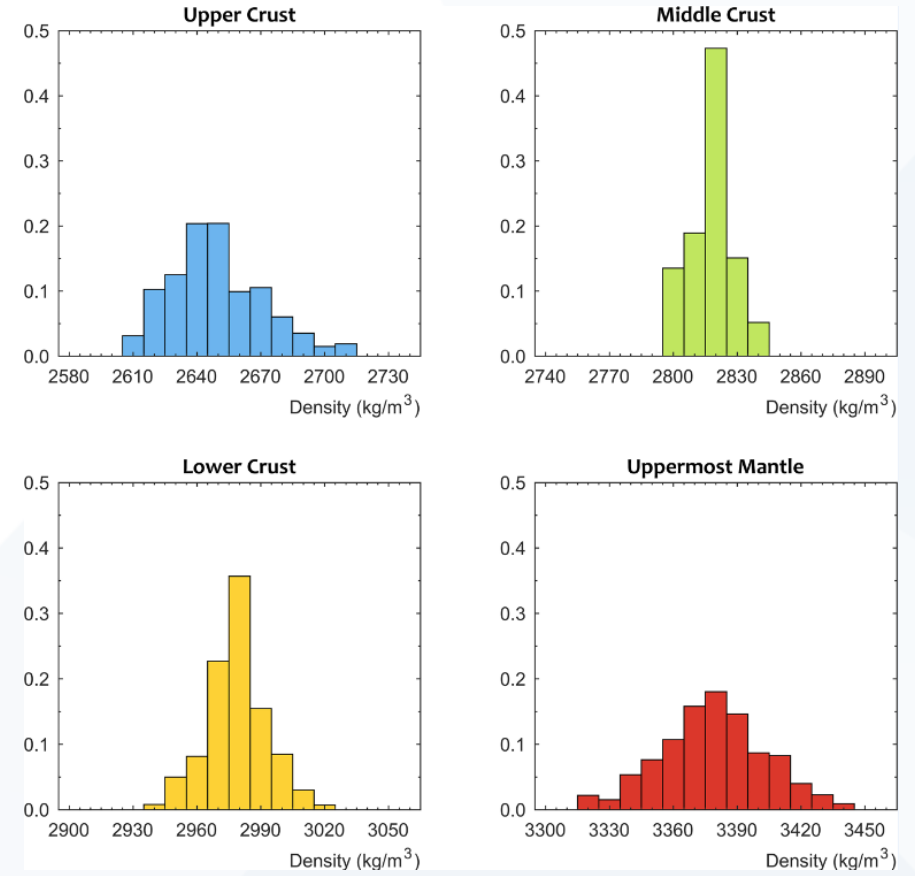 Upper Crust
0.5
0.4
0.3
0.2
0.1
0.0
2580 2610 2640 2670 2700 2730
Density (kg/m³)
Middle Crust
0.5
0.4
0.3
0.2
0.1
0.0
2740 2770 2800 2830 2860 2890
Density (kg/m³)
Lower Crust
0.5
0.4
0.3
0.2
0.1
0.0
2900 2930 2960 2990 3020 3050
Density (kg/m³)
Uppermost Mantle
0.5
0.4
0.3
0.2
0.1
0.0
3300 3330 3360 3390 3420 3450
Density (kg/m³)